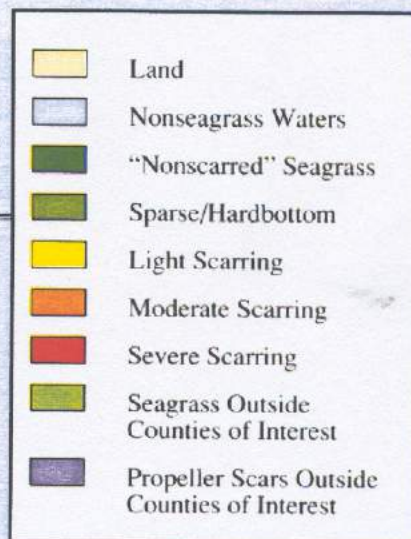 Land
Nonseagrass Waters
“Nonscarred” Seagrass
Sparse/Hardbottom
Light Scarring
Moderate Scarring
Severe Scarring
Seagrass Outside
Counties of Interest
Propeller Scars Outside
Counties of Interest